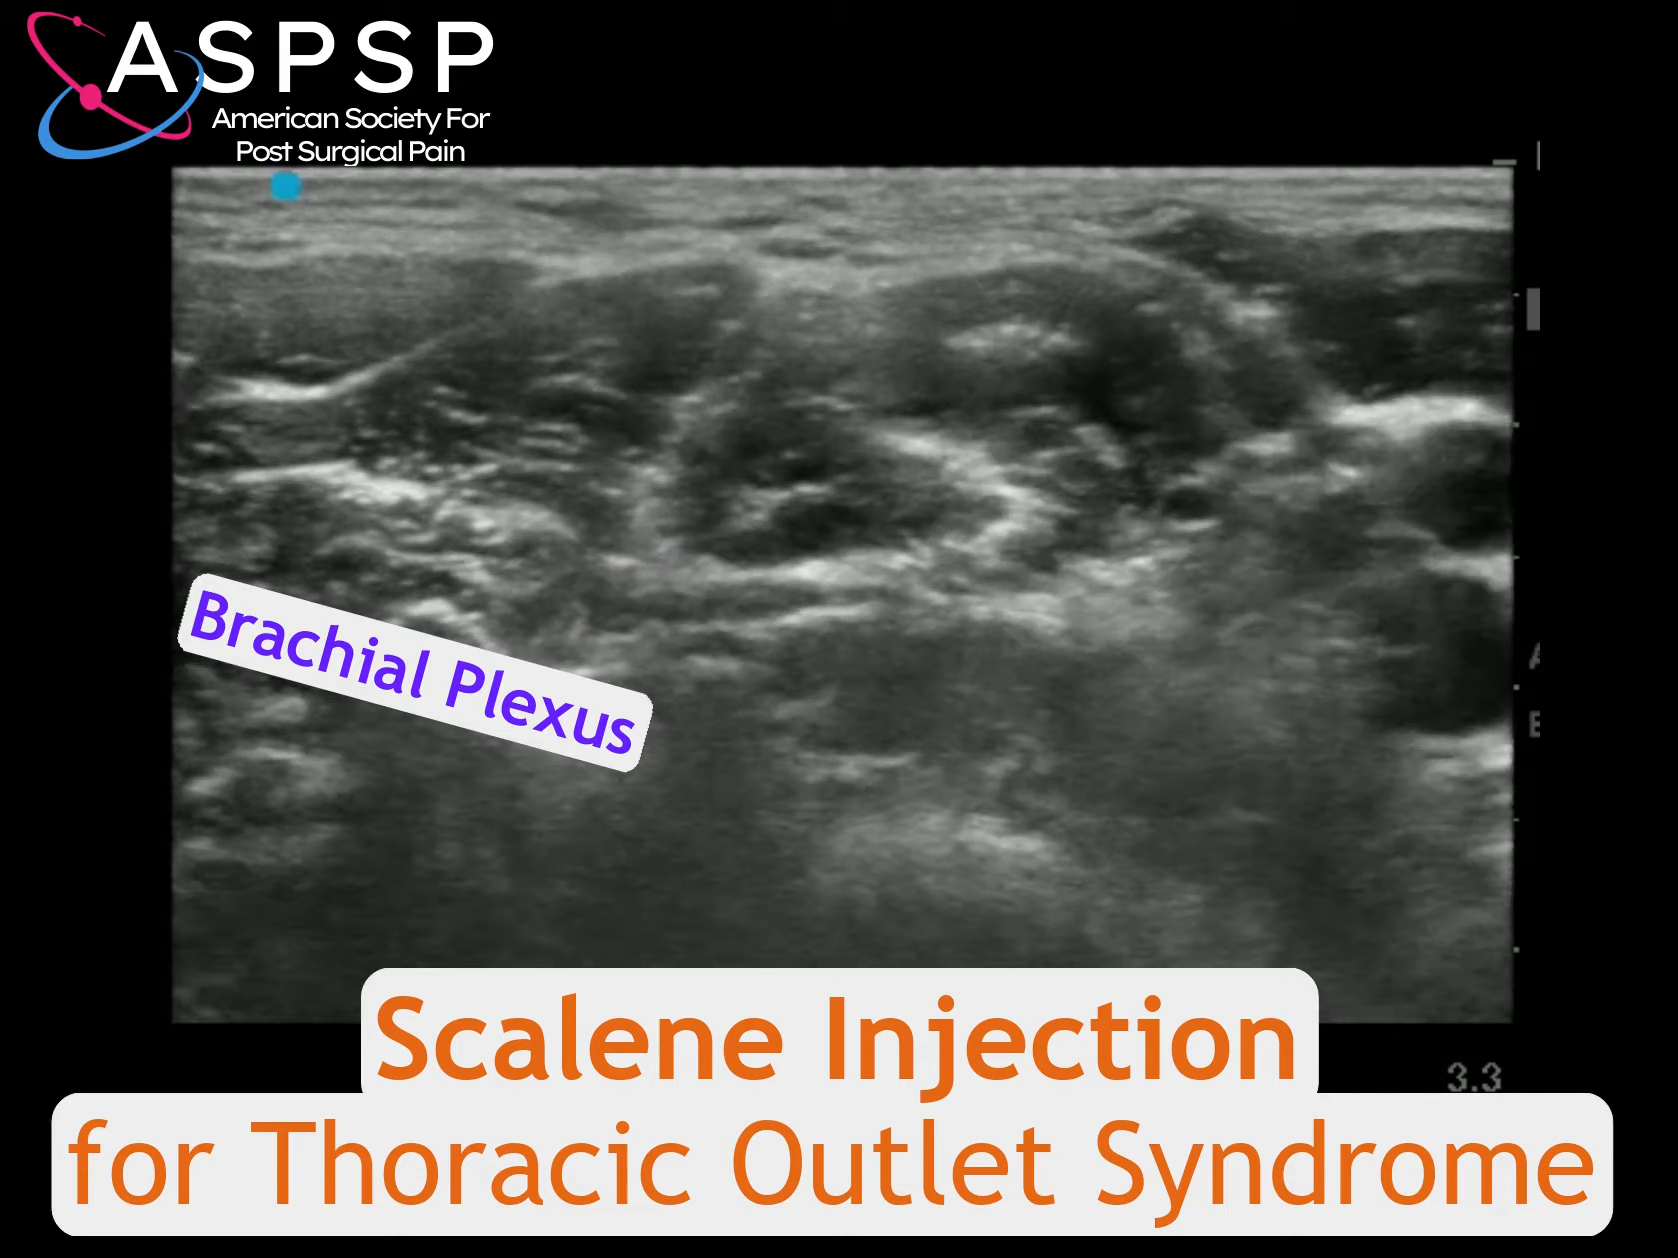 ASPSP
American Society For
Post Surgical Pain
Brachial Plexus
Scalene Injection
3.3
for Thoracic Outlet Syndrome